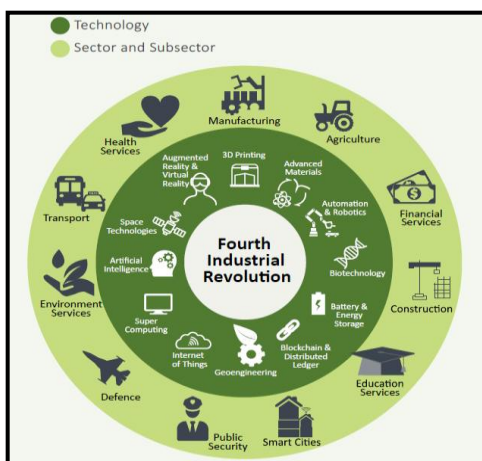 Technology
Sector and Subsector
Manufacturing
Agriculture
Financial
Services
Construction
Education
Services
Smart Cities
Public
Security
Defence
Environment
Services
Transport
Health
Services
3D Printing
Advanced
Materials
Automation
& Robotics
Biotechnology
Battery &
Energy
Storage
Blockchain &
Distributed
Ledger
Geoengineering
Internet
of Things
Super
Computing
Artificial
Intelligence
Space
Technologies
Augmented
Reality &
Virtual
Reality
Fourth
Industrial
Revolution